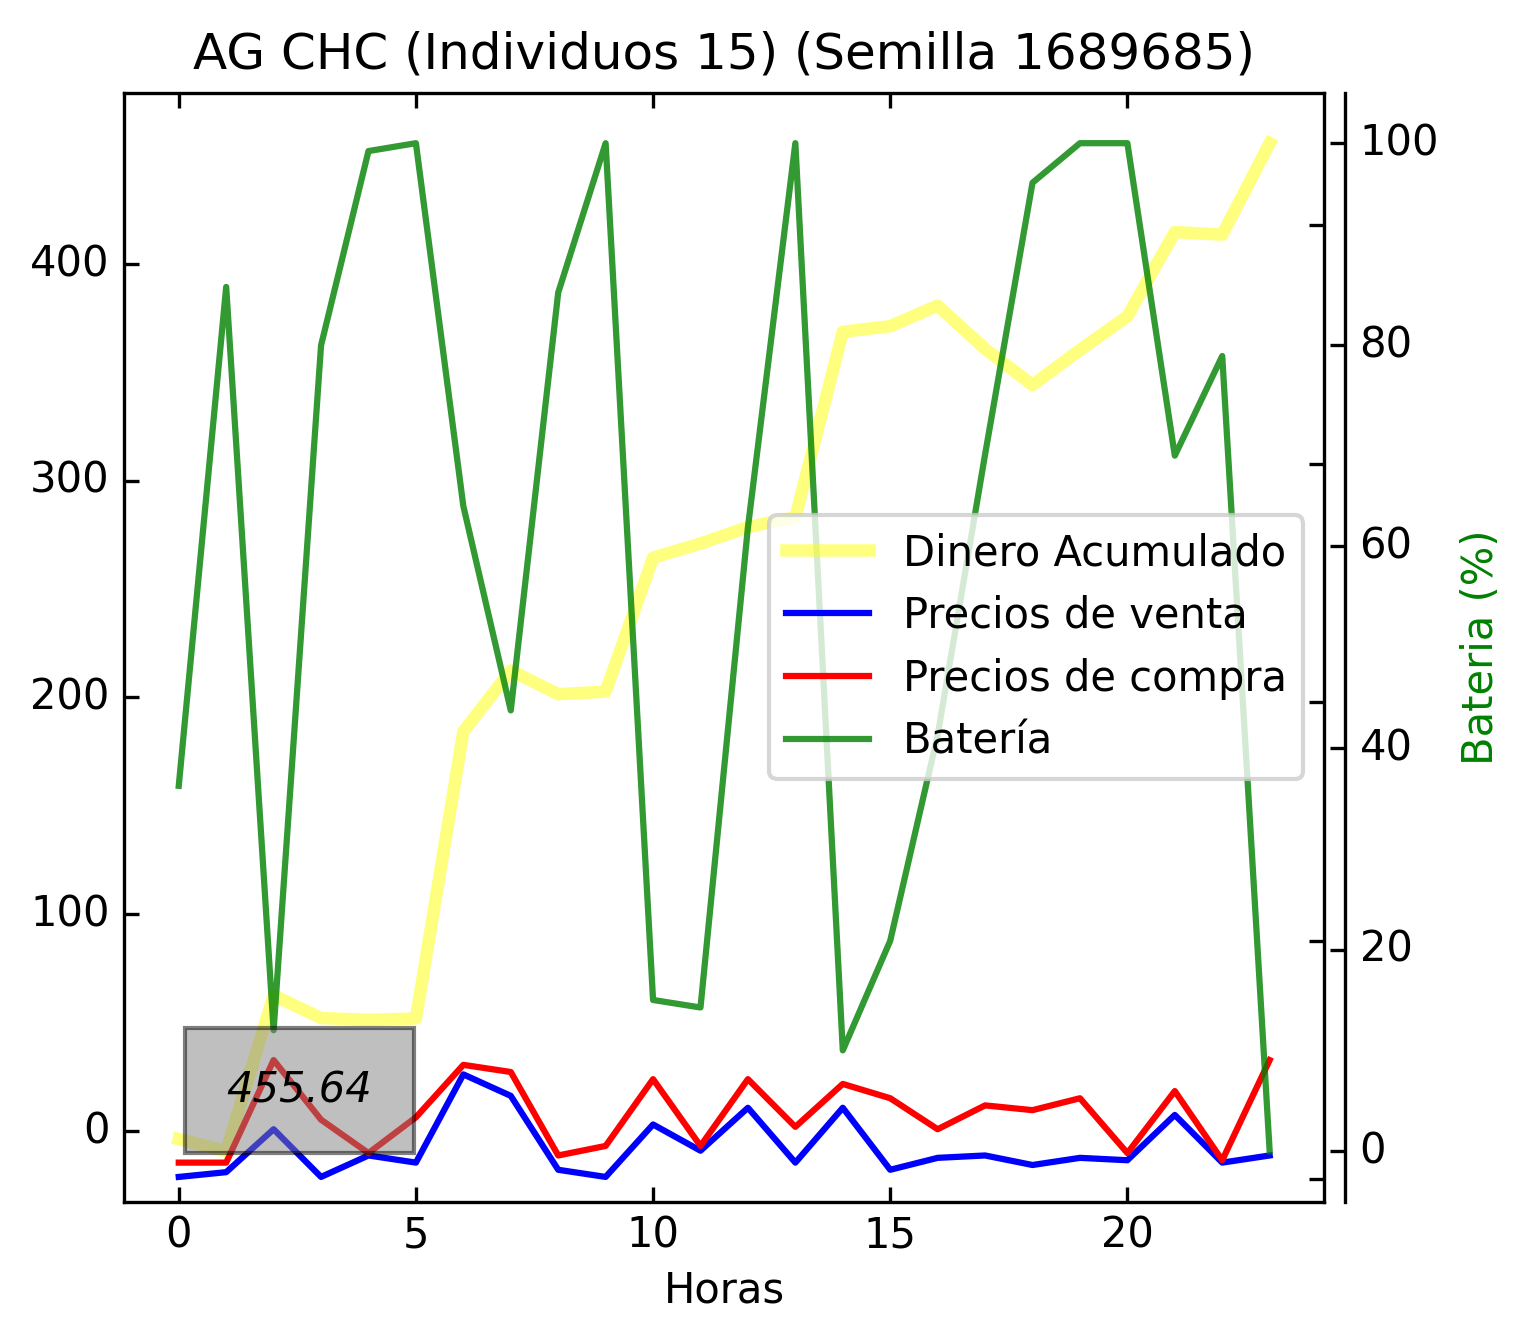 AG CHC (Individuos 15) (Semilla 1689685)
400
300
200
100
0
100
80
60
40
20
0
Bateria (%)
Dinero Acumulado
Precios de venta
Precios de compra
Batería
455.64
0 5 10 15 20
Horas